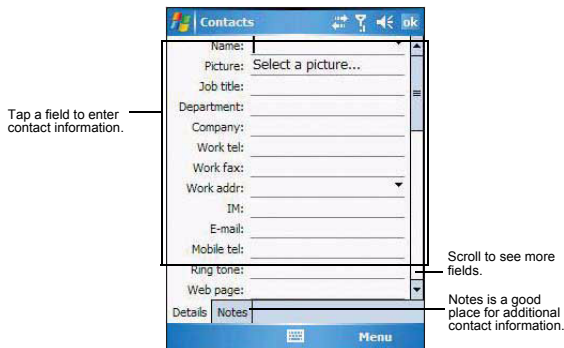 Contacts ok
Name:
Picture: Select a picture...
Job title:
Department:
Company:
Work tel:
Work fax:
Work addr:
IM:
E-mail:
Mobile tel:
Ring tone:
Web page:
Details Notes
Menu
Tap a field to enter
contact information.
Scroll to see more
fields.
Notes is a good
place for additional
contact information.